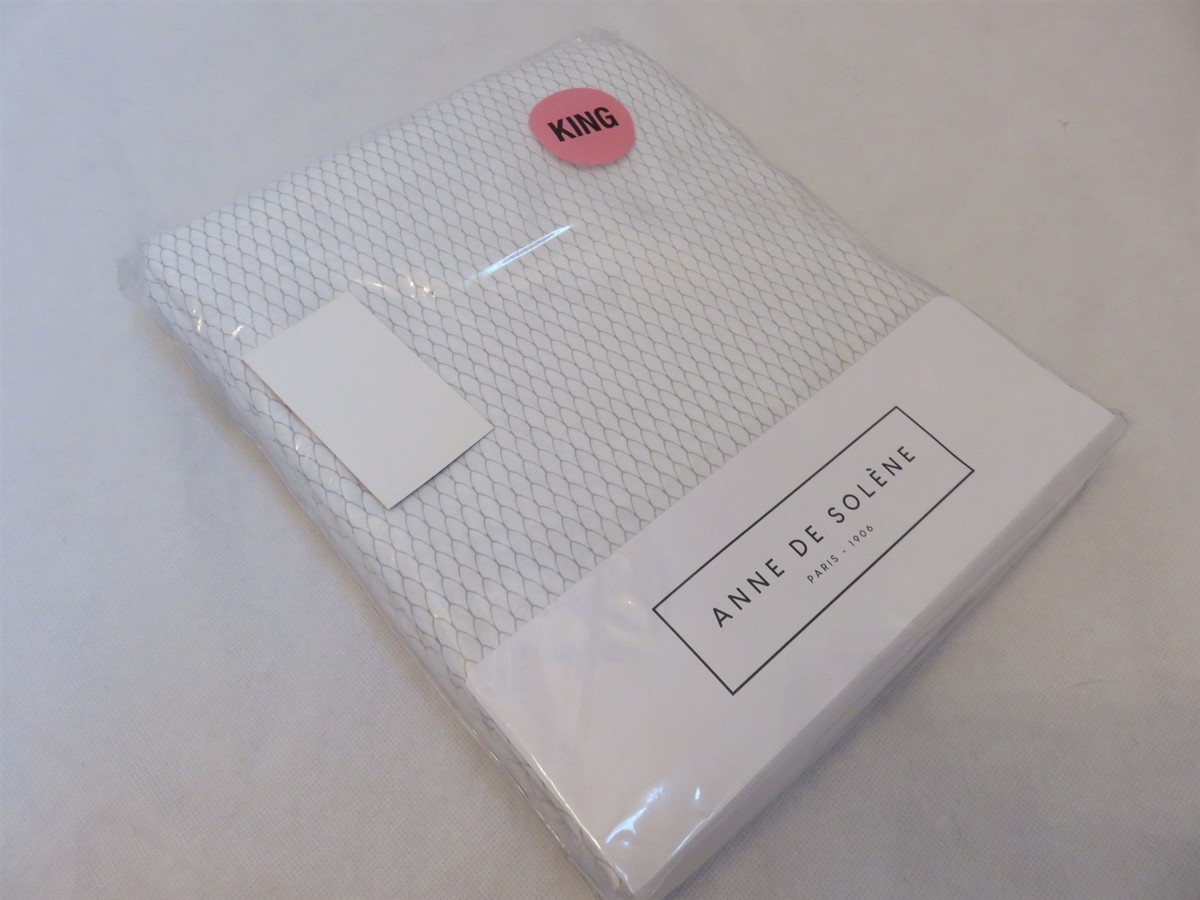 KING
ANNE DE SOLÈNE
PARIS - 1906